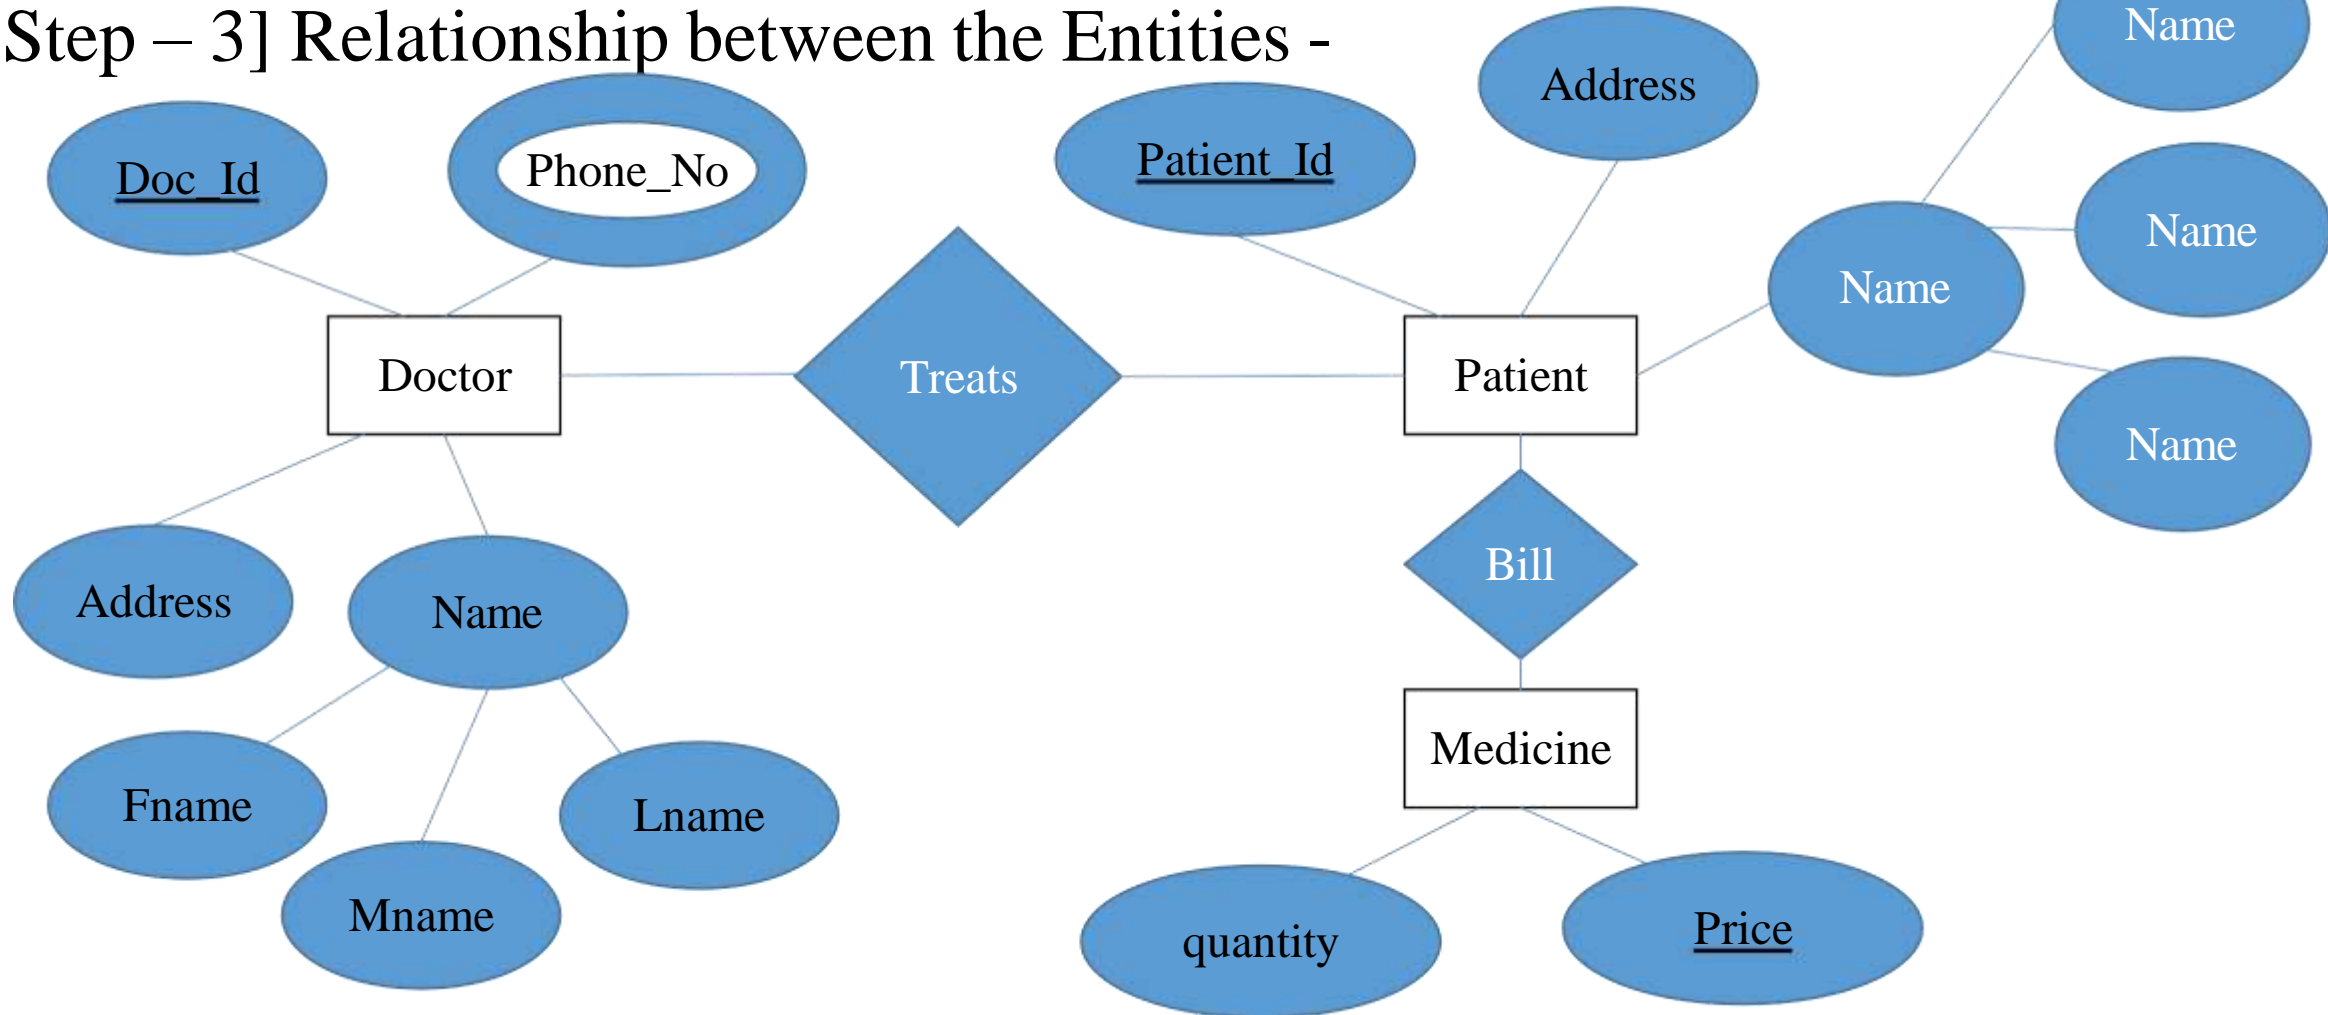 Step – 3] Relationship between the Entities -
Name
Address
Doc_Id
Phone_No
Patient_Id
Name
Name
Doctor
Treats
Patient
Name
Bill
Address
Name
Medicine
Fname
Lname
Mname
quantity
Price